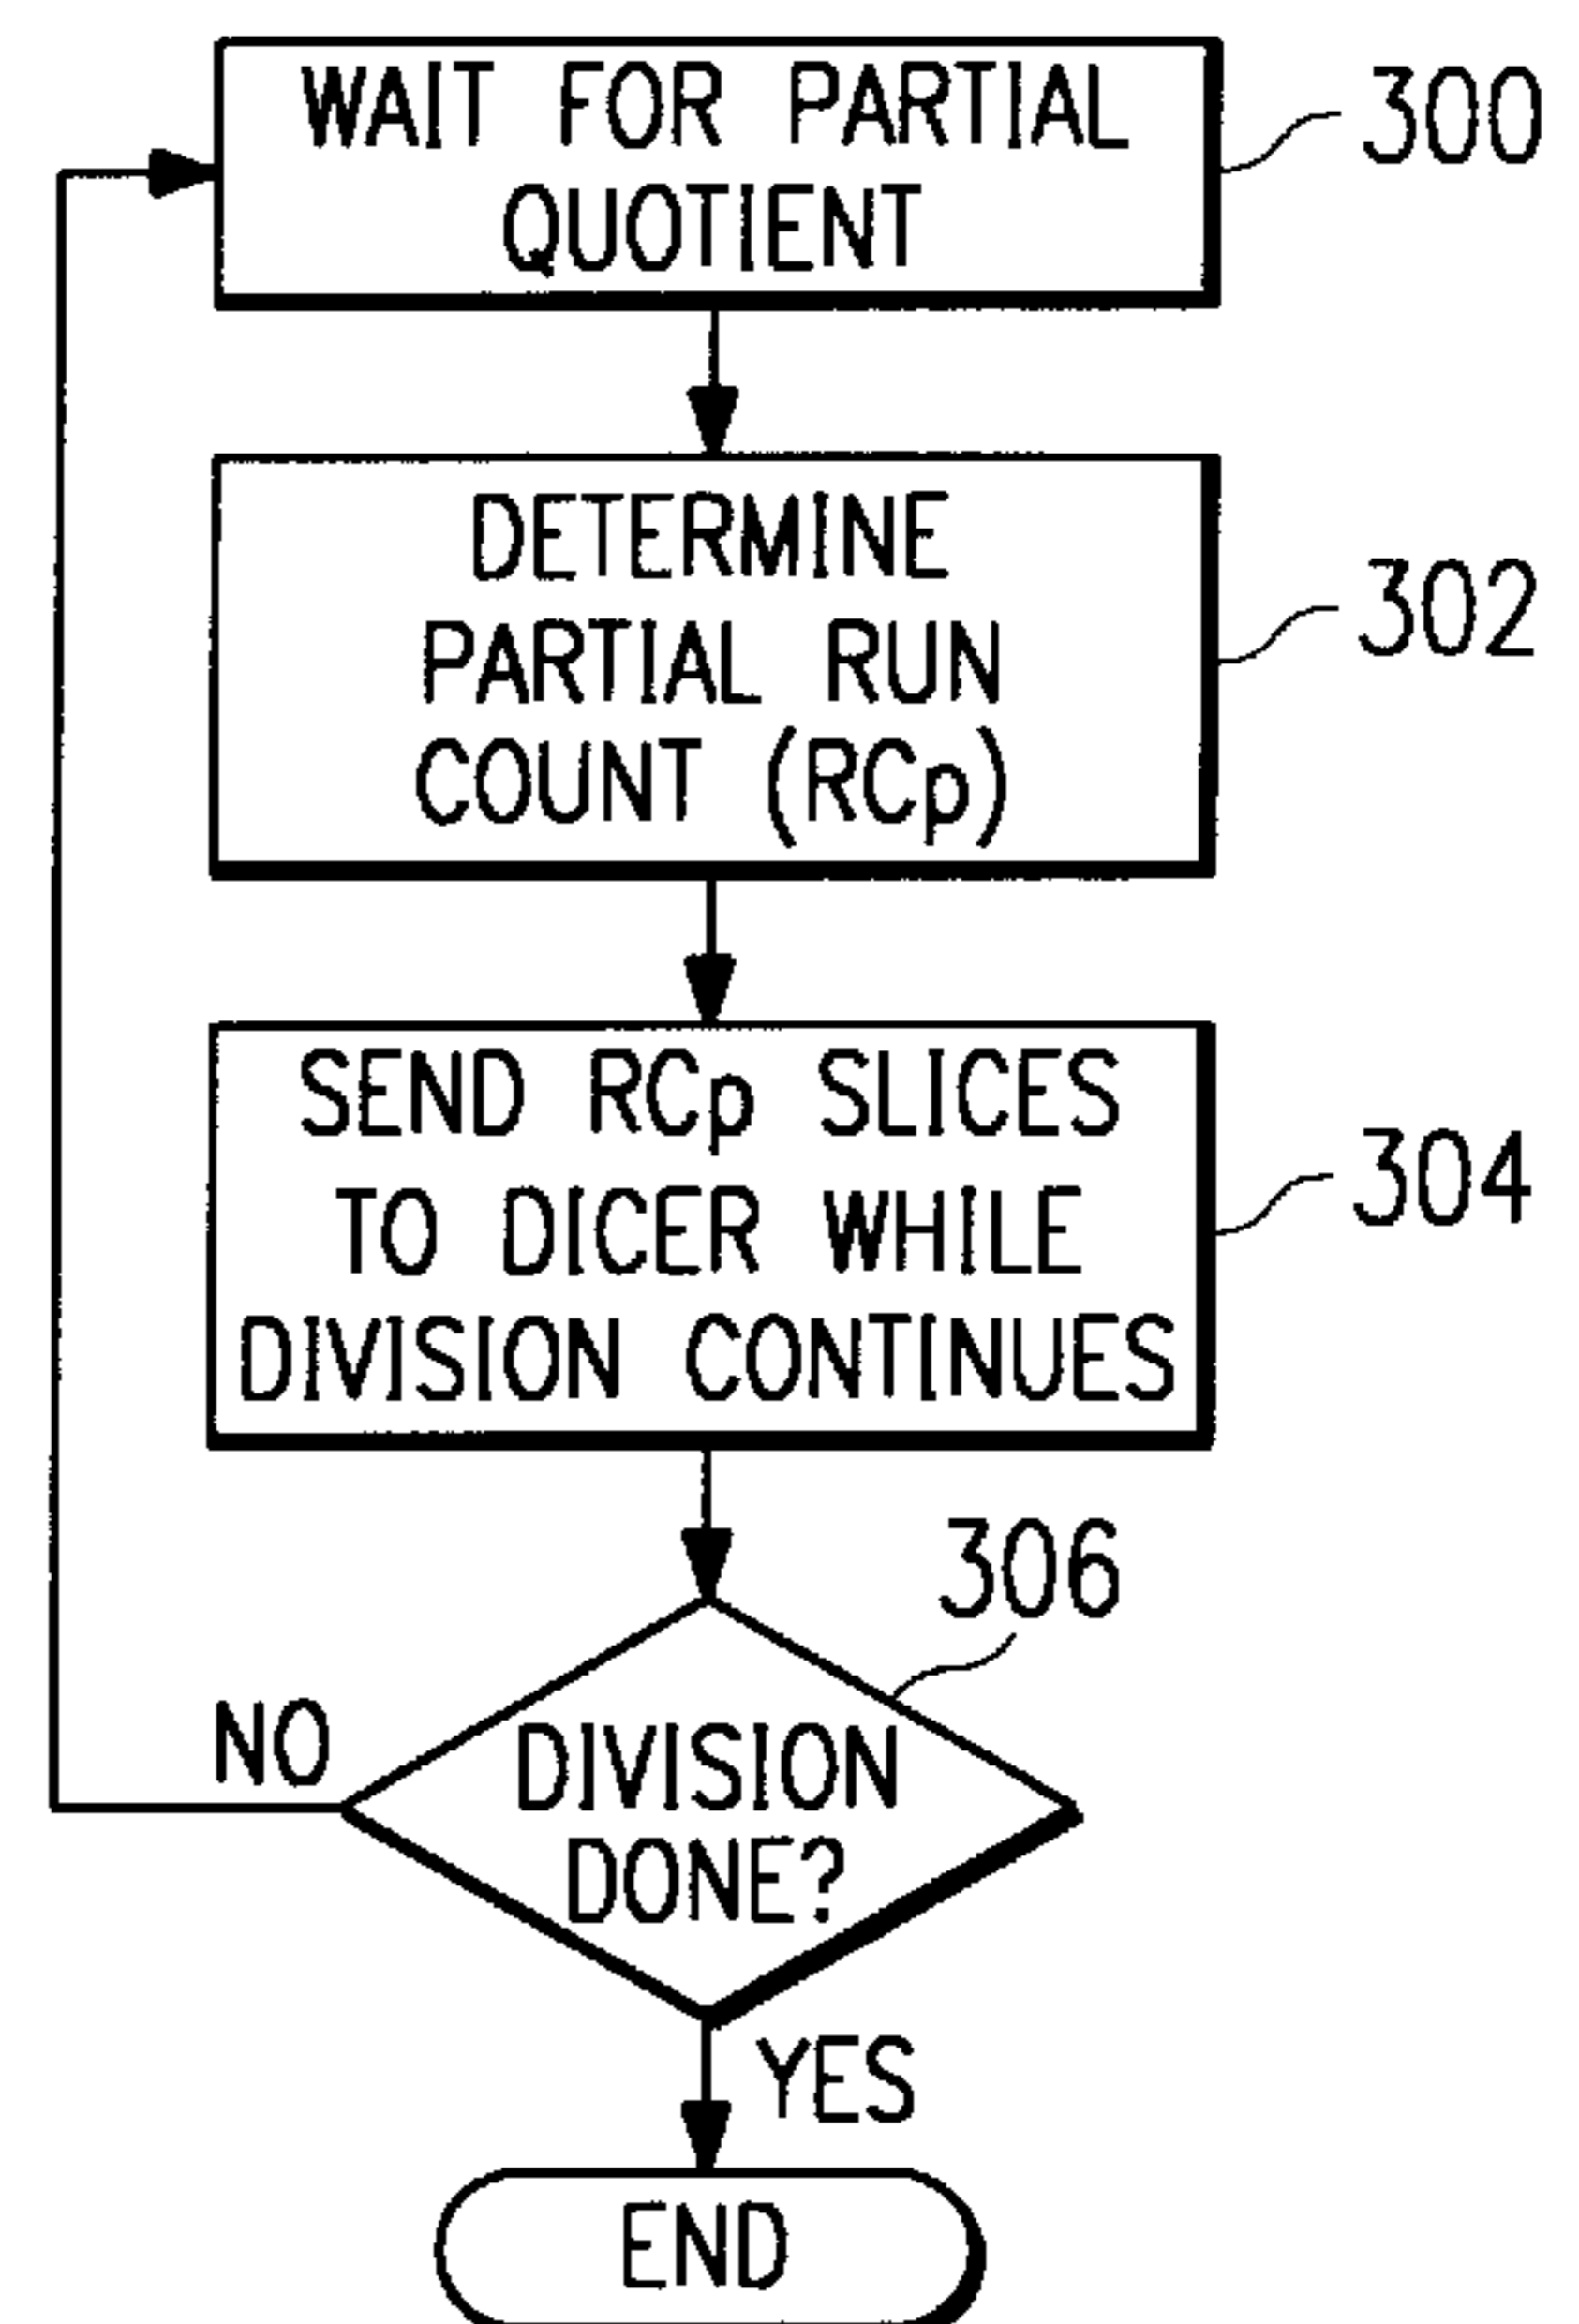 WAIT FOR PARTIAL
QUOTIENT
300
DETERMINE
PARTIAL RUN
COUNT (RCp)
302
SEND RCp SLICES
TO DICER WHILE
DIVISION CONTINUES
304
306
NO
DIVISION
DONE?
YES
END